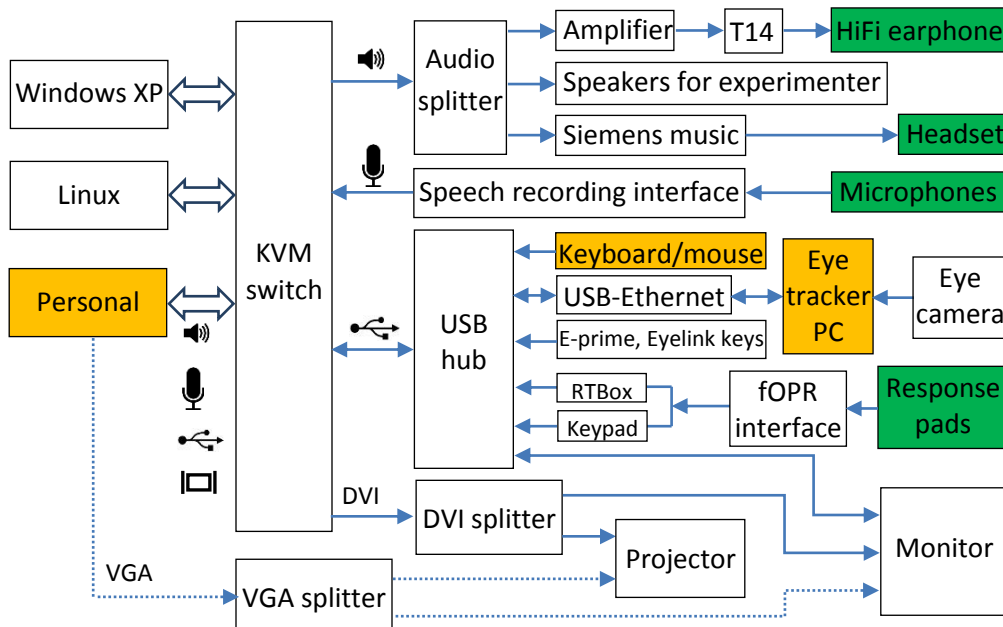 Windows XP
Linux
Personal
KVM
switch
Audio
splitter
Amplifier
T14
HiFi earphone
Speakers for experimenter
Siemens music
Headset
Speech recording interface
Microphones
USB
hub
Keyboard/mouse
USB-Ethernet
Eye
tracker
PC
Eye
camera
E-prime, Eyelink keys
RTBox
Keypad
fOPR
interface
Response
pads
DVI
DVI splitter
Projector
Monitor
VGA
VGA splitter